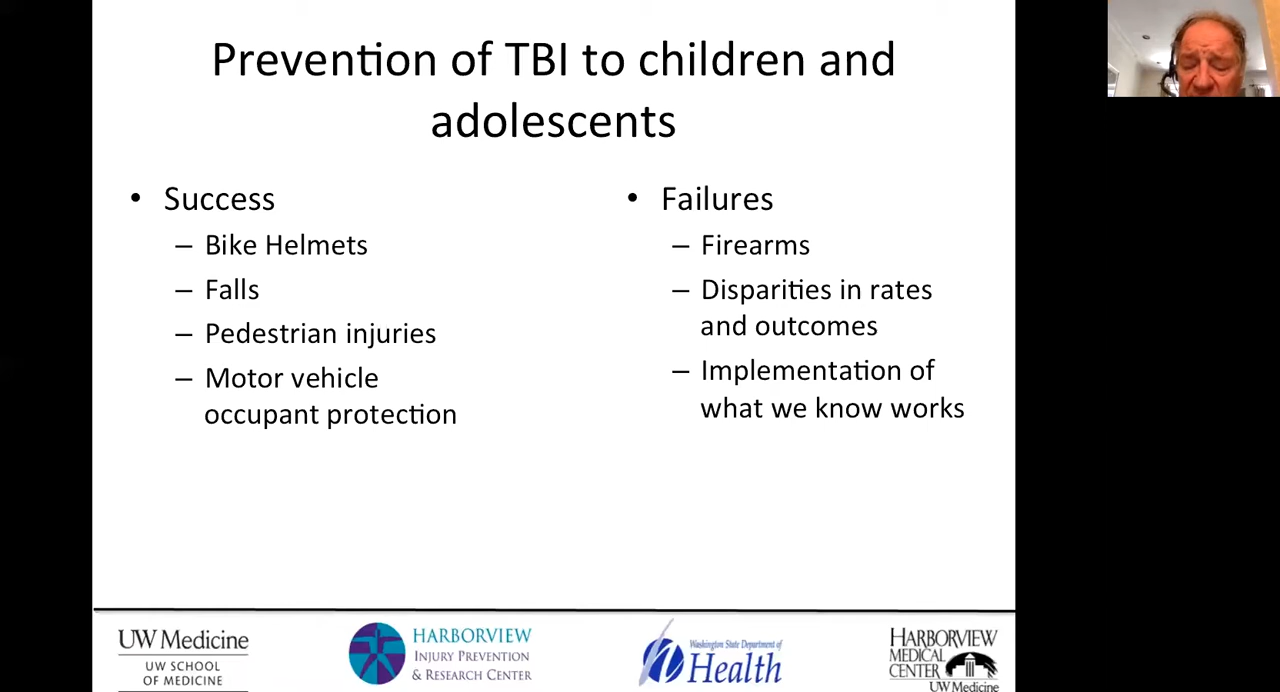 Prevention of TBI to children and
adolescents
• Success
– Bike Helmets
– Falls
– Pedestrian injuries
– Motor vehicle
occupant protection
• Failures
– Firearms
– Disparities in rates
and outcomes
– Implementation of
what we know works
UW Medicine
UW SCHOOL
OF MEDICINE
HARBORVIEW
INJURY PREVENTION
& RESEARCH CENTER
Washington State Department of
Health
HARBORVIEW
MEDICAL
CENTER
UW Medicine